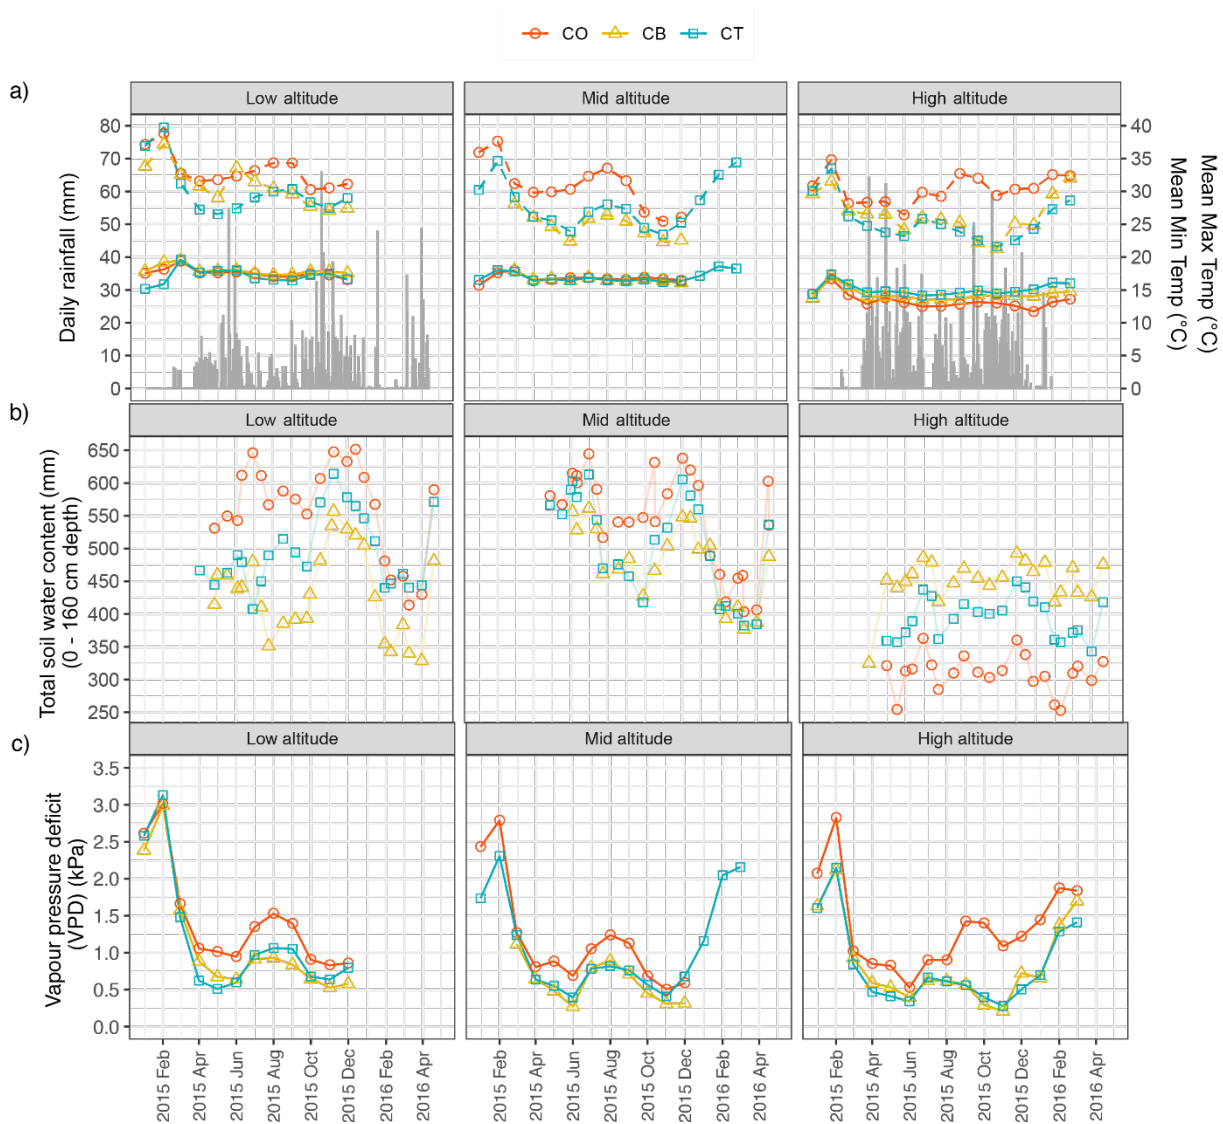 CO CB CT
a)
Low altitude Mid altitude High altitude
Daily rainfall (mm)
80
70
60
50
40
30
20
10
0
40
35
30
25
20
15
10
5
0
Mean Max Temp (°C)
Mean Min Temp (°C)
b)
Low altitude Mid altitude High altitude
Total soil water content (mm)
(0 - 160 cm depth)
650
600
550
500
450
400
350
300
250
c)
Low altitude Mid altitude High altitude
Vapour pressure deficit
(VPD) (kPa)
3.5
3.0
2.5
2.0
1.5
1.0
0.5
0.0
2015 Feb 2015 Apr 2015 Jun 2015 Aug 2015 Oct 2015 Dec 2016 Feb 2016 Apr
2015 Feb 2015 Apr 2015 Jun 2015 Aug 2015 Oct 2015 Dec 2016 Feb 2016 Apr
2015 Feb 2015 Apr 2015 Jun 2015 Aug 2015 Oct 2015 Dec 2016 Feb 2016 Apr